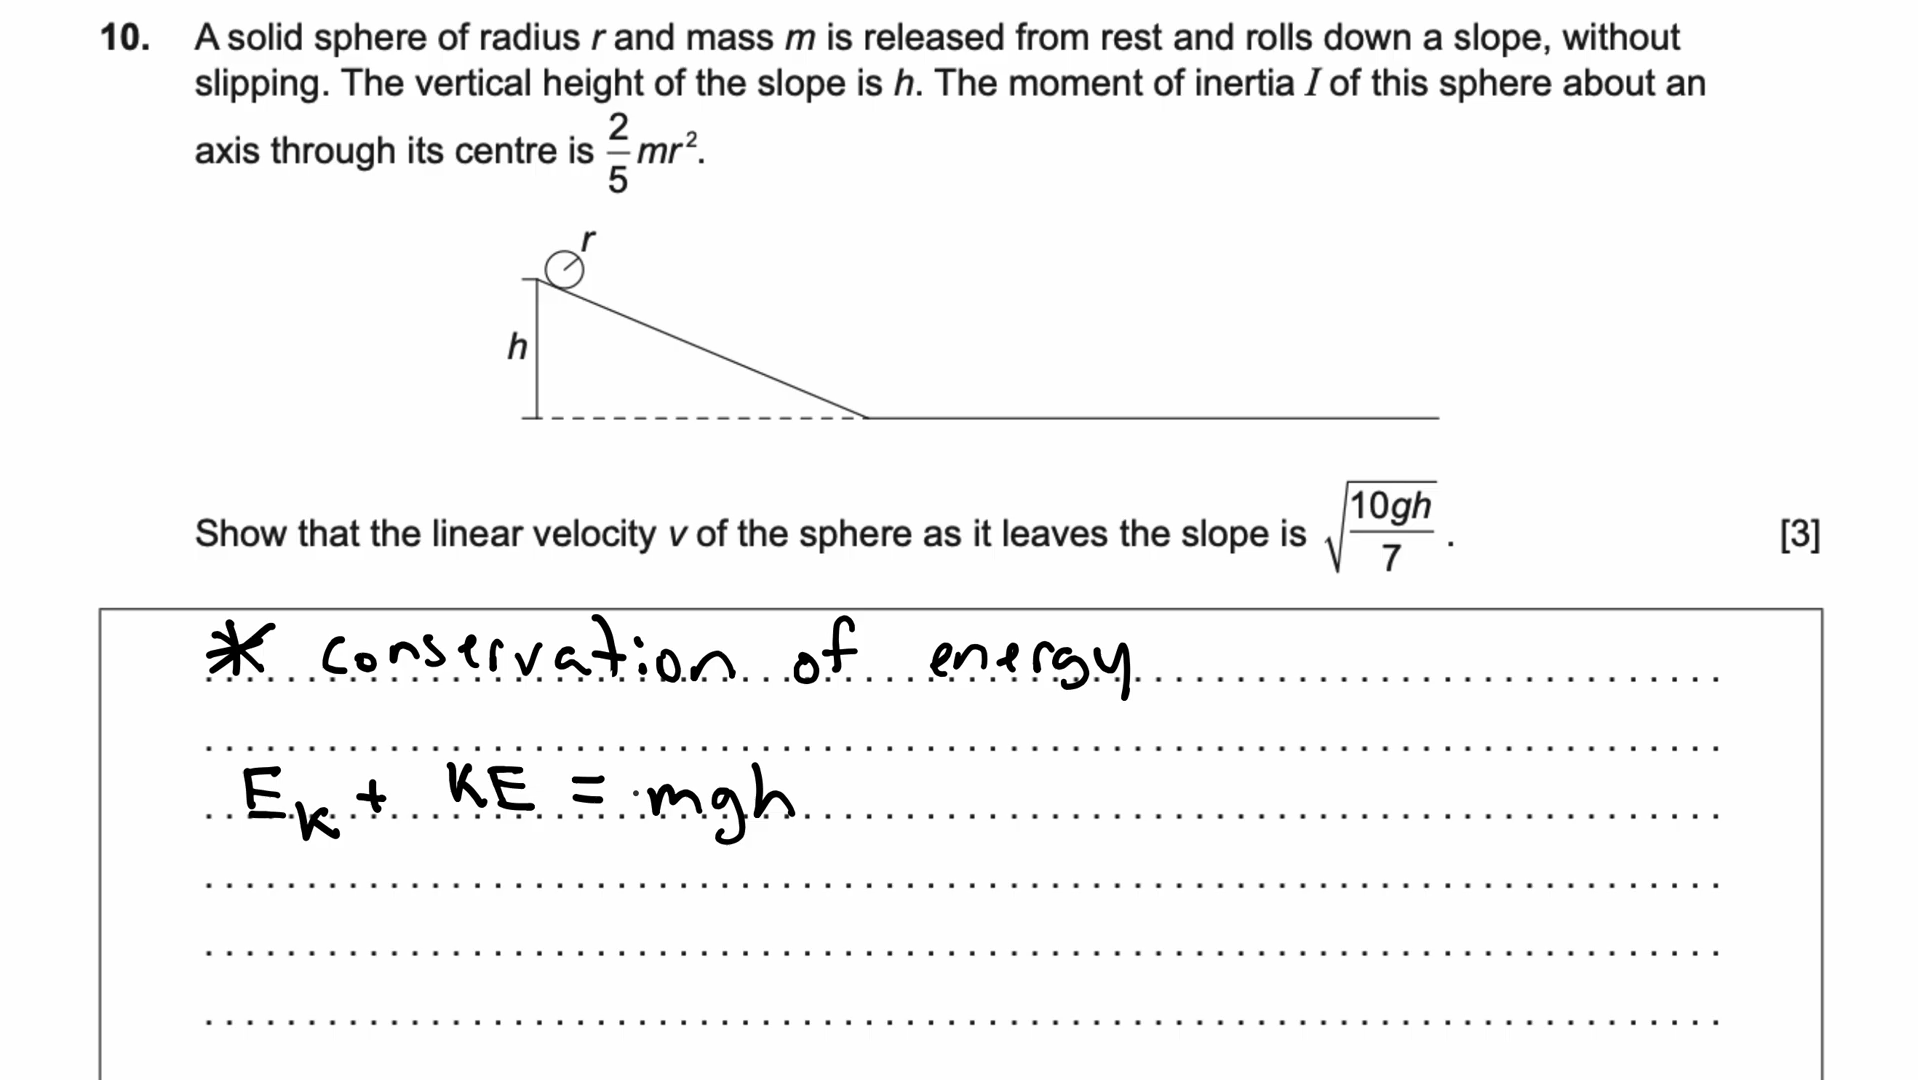 10. A solid sphere of radius r and mass m is released from rest and rolls down a slope, without
slipping. The vertical height of the slope is h. The moment of inertia I of this sphere about an
axis through its centre is 2/5 mr².
r
h
Show that the linear velocity v of the sphere as it leaves the slope is √(10gh/7) . [3]
* conservation of energy
E_k + KE = mgh